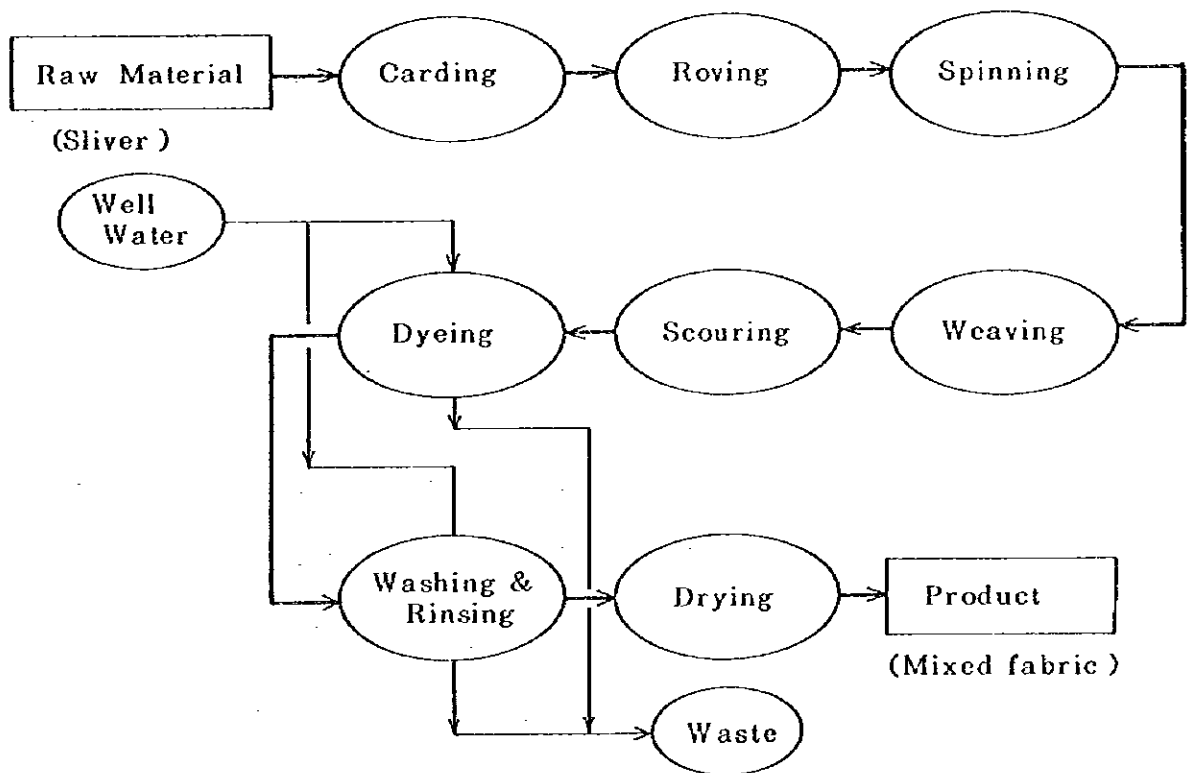 Raw Material
(Sliver)
Carding
Roving
Spinning
Well
Water
Dyeing
Scouring
Weaving
Washing &
Rinsing
Drying
Product
(Mixed fabric)
Waste